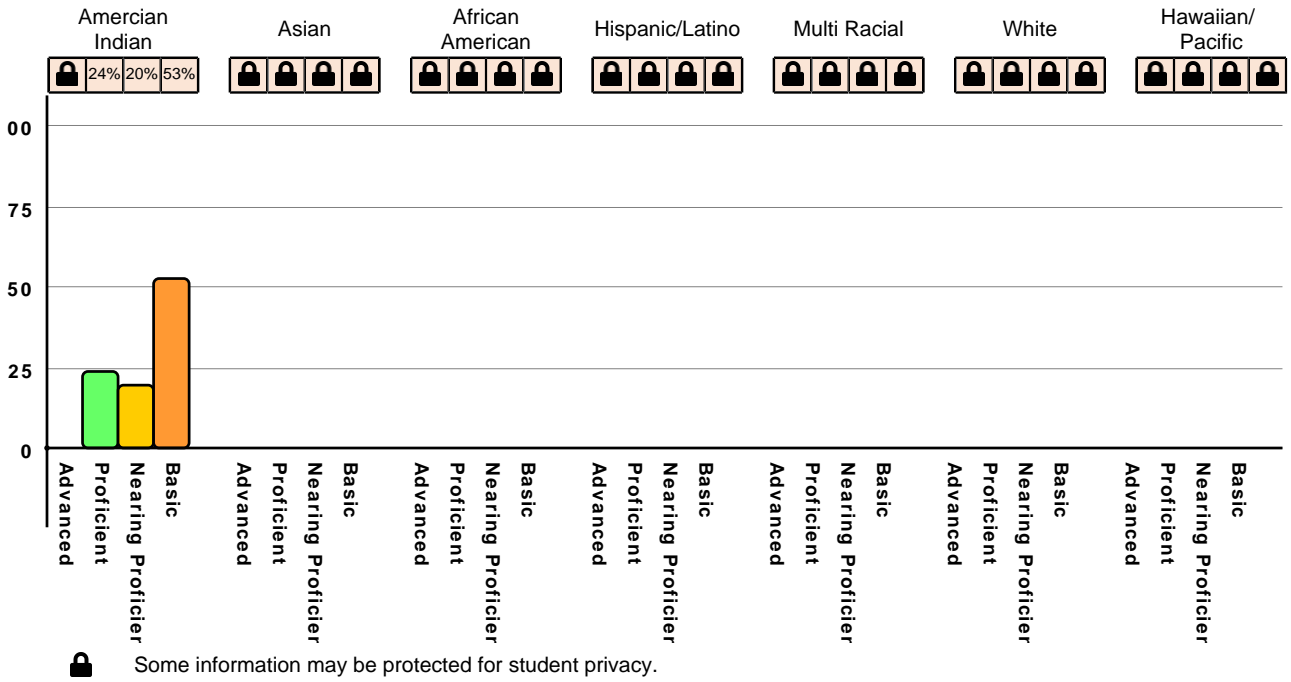 Amercian
Indian
Asian
African
American
Hispanic/Latino
Multi Racial
White
Hawaiian/
Pacific
24% 20% 53%
00
75
50
25
0
Advanced
Proficient
Nearing Proficier
Basic
Advanced
Proficient
Nearing Proficier
Basic
Advanced
Proficient
Nearing Proficier
Basic
Advanced
Proficient
Nearing Proficier
Basic
Advanced
Proficient
Nearing Proficier
Basic
Advanced
Proficient
Nearing Proficier
Basic
Advanced
Proficient
Nearing Proficier
Basic
Some information may be protected for student privacy.